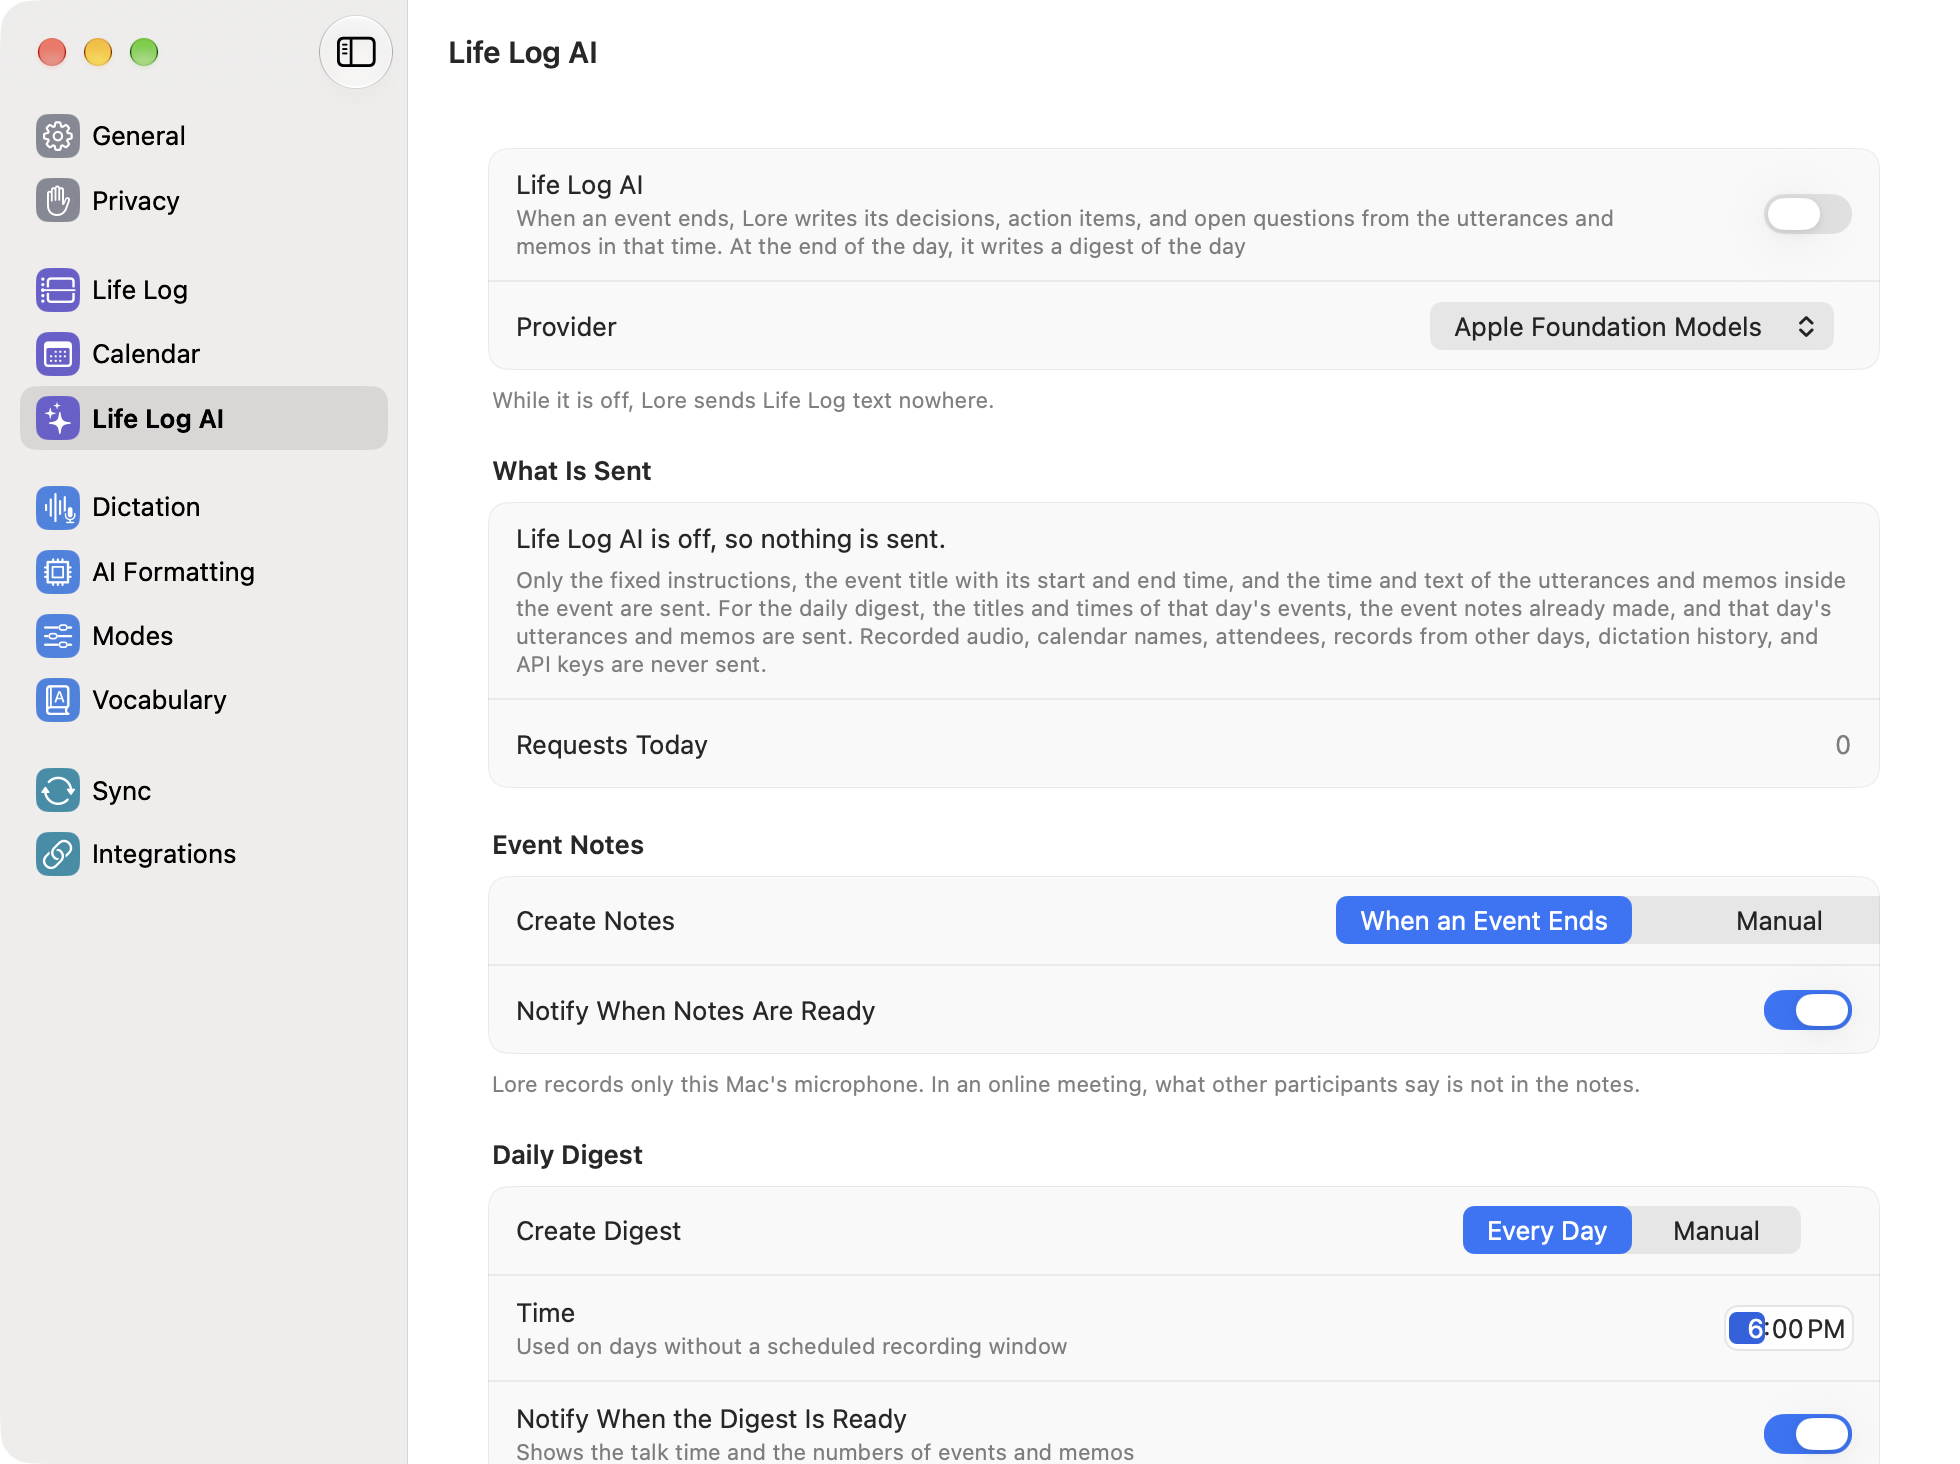 Life Log AI
General
Privacy
Life Log
Calendar
Life Log AI
Dictation
AI Formatting
Modes
Vocabulary
Sync
Integrations
Life Log AI
When an event ends, Lore writes its decisions, action items, and open questions from the utterances and
memos in that time. At the end of the day, it writes a digest of the day
Provider
Apple Foundation Models
While it is off, Lore sends Life Log text nowhere.
What Is Sent
Life Log AI is off, so nothing is sent.
Only the fixed instructions, the event title with its start and end time, and the time and text of the utterances and memos inside
the event are sent. For the daily digest, the titles and times of that day's events, the event notes already made, and that day's
utterances and memos are sent. Recorded audio, calendar names, attendees, records from other days, dictation history, and
API keys are never sent.
Requests Today
0
Event Notes
Create Notes
When an Event Ends
Manual
Notify When Notes Are Ready
Lore records only this Mac's microphone. In an online meeting, what other participants say is not in the notes.
Daily Digest
Create Digest
Every Day
Manual
Time
Used on days without a scheduled recording window
6:00 PM
Notify When the Digest Is Ready
Shows the talk time and the numbers of events and memos